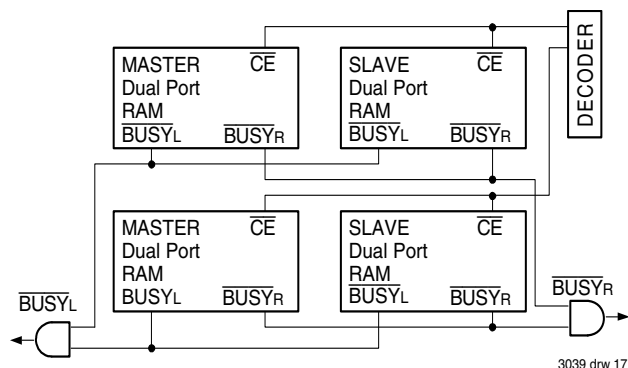 MASTER
Dual Port
RAM
CE
BUSYL
BUSYR
SLAVE
Dual Port
RAM
CE
BUSYL
BUSYR
DECODER
MASTER
Dual Port
RAM
CE
BUSYL
BUSYR
SLAVE
Dual Port
RAM
CE
BUSYL
BUSYR
BUSYL
BUSYR
3039 drw 17